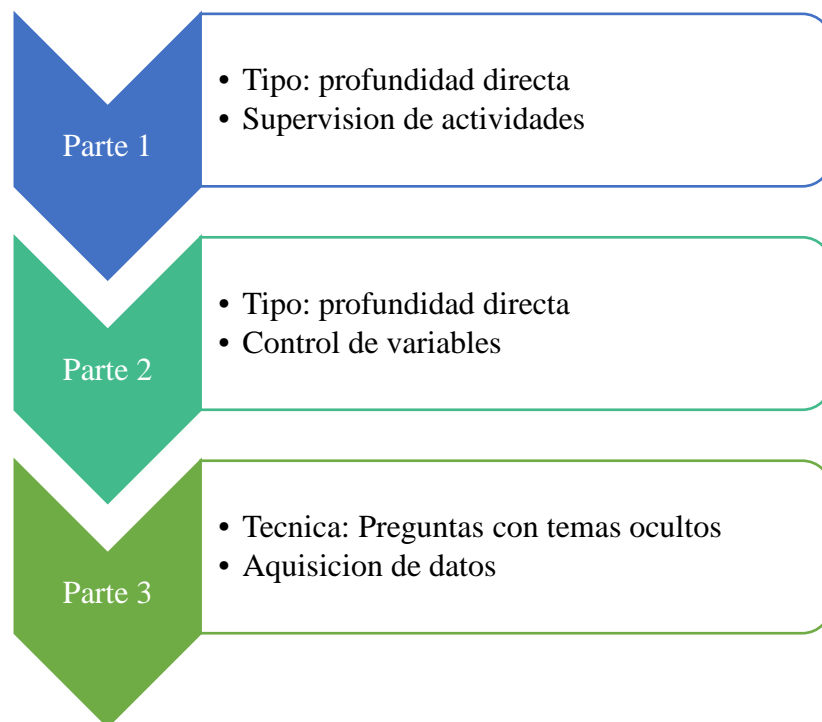 Parte 1
• Tipo: profundidad directa
• Supervision de actividades
Parte 2
• Tipo: profundidad directa
• Control de variables
Parte 3
• Tecnica: Preguntas con temas ocultos
• Aquisicion de datos